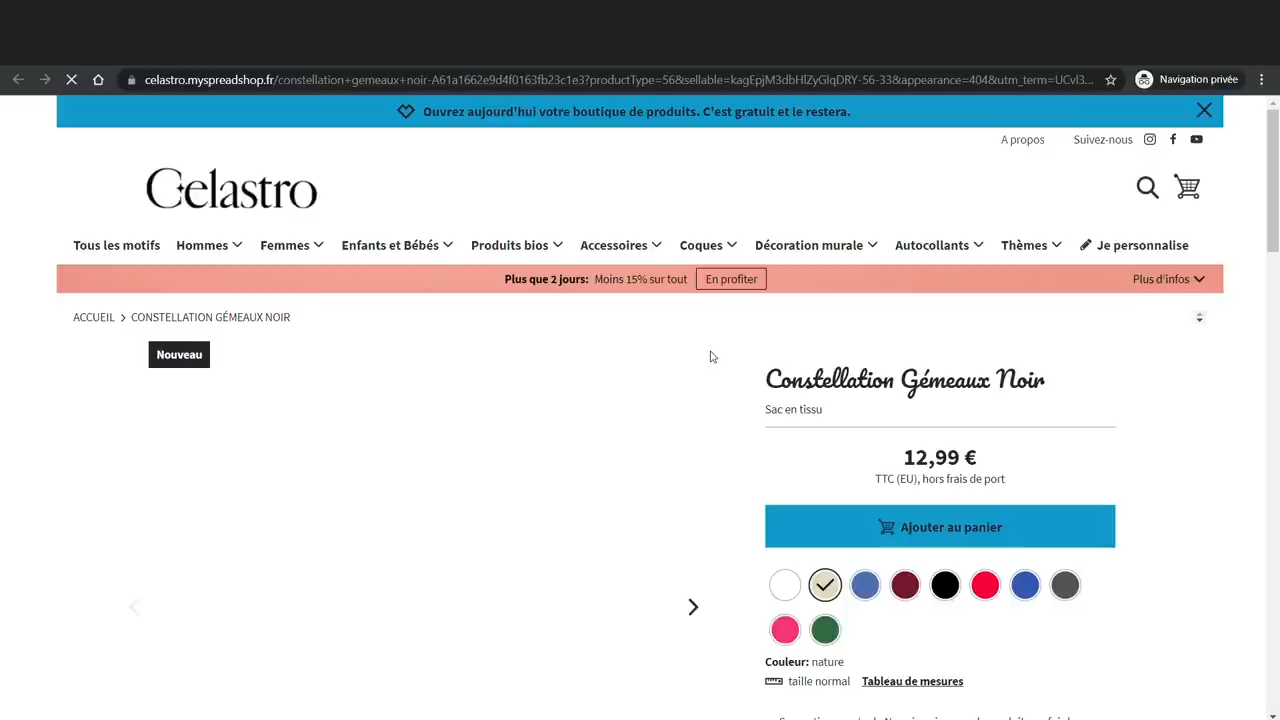 celastro.myspreadshop.fr/constellation+gemeaux+noir-A61a1662e9d4f0163fb23c1e3?productType=56&sellable=kagEpjM3dbHlZyGlqDRY-56-33&appearance=404&utm_term=UCvl3...
Navigation privée
Ouvrez aujourd'hui votre boutique de produits. C'est gratuit et le restera.
A propos Suivez-nous
Celastro
Tous les motifs Hommes Femmes Enfants et Bébés Produits bios Accessoires Coques Décoration murale Autocollants Thèmes Je personnalise
Plus que 2 jours: Moins 15% sur tout En profiter Plus d'infos
ACCUEIL > CONSTELLATION GÉMEAUX NOIR
Nouveau
Constellation Gémeaux Noir
Sac en tissu
12,99 €
TTC (EU), hors frais de port
Ajouter au panier
Couleur: nature
taille normal Tableau de mesures